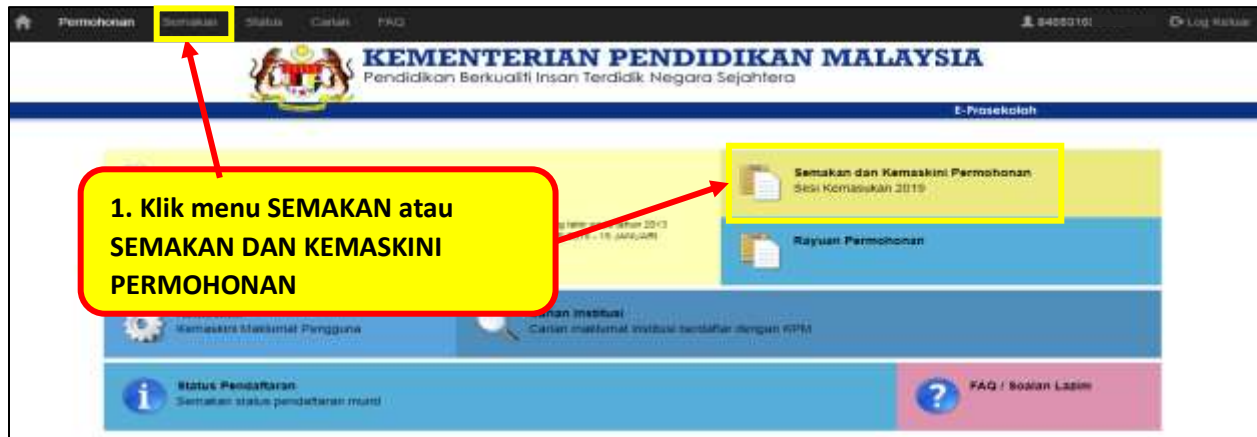 Permohonan Semakan Status Carian FAQ Log Keluar
KEMENTERIAN PENDIDIKAN MALAYSIA
Pendidikan Berkualiti Insan Terdidik Negara Sejahtera
E-Prasekolah
Semakan dan Kemaskini Permohonan
Sesi Kemasukan 2019
1. Klik menu SEMAKAN atau
SEMAKAN DAN KEMASKINI
PERMOHONAN
Rayuan Permohonan
Kemaskini Maklumat Pengguna
Carian Institusi
Carian maklumat institusi berdaftar dengan KPM
Status Pendaftaran
Semakan status pendaftaran murid
FAQ / Soalan Lazim